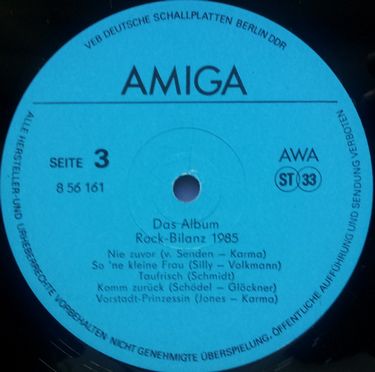 VEB DEUTSCHE SCHALLPLATTEN BERLIN DDR
AMIGA
SEITE 3
8 56 161
AWA
ST 33
Das Album
Rock-Bilanz 1985
Nie zuvor (v. Senden – Karma)
So 'ne kleine Frau (Silly – Volkmann)
Taufrisch (Schmidt)
Komm zurück (Schödel – Glöckner)
Vorstadt-Prinzessin (Jones – Karma)
ALLE HERSTELLER- UND URHEBERRECHTE VORBEHALTEN NICHT GENEHMIGTE ÜBERSPIELUNG, ÖFFENTLICHE AUFFÜHRUNG UND SENDUNG VERBOTEN